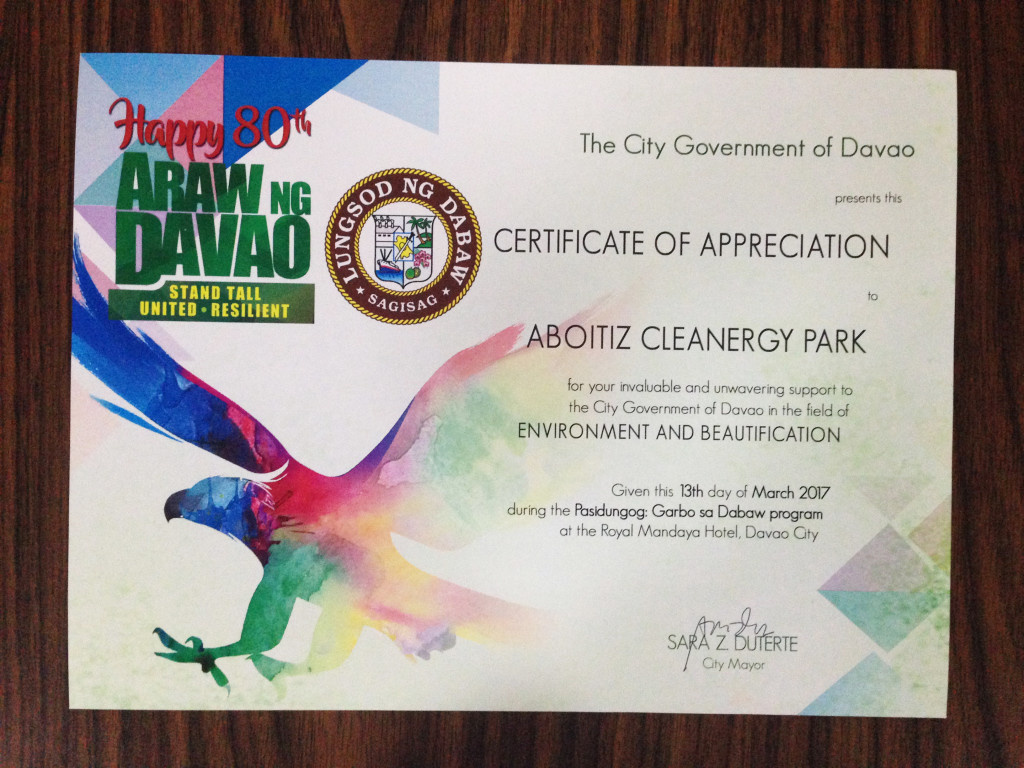 Happy 80th
ARAW NG
DAVAO
STAND TALL
UNITED • RESILIENT
LUNGSOD NG DABAW
SAGISAG
The City Government of Davao
presents this
CERTIFICATE OF APPRECIATION
to
ABOITIZ CLEANERGY PARK
for your invaluable and unwavering support to
the City Government of Davao in the field of
ENVIRONMENT AND BEAUTIFICATION
Given this 13th day of March 2017
during the Pasidungog: Garbo sa Dabaw program
at the Royal Mandaya Hotel, Davao City
SARA Z. DUTERTE
City Mayor